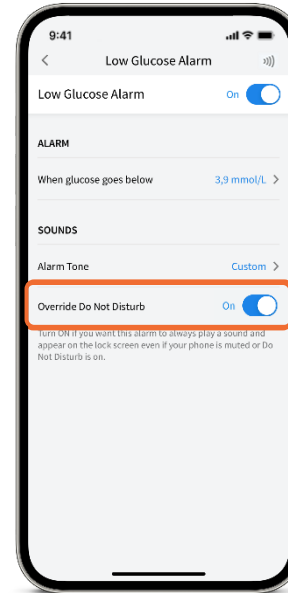 9:41
Low Glucose Alarm
Low Glucose Alarm On
ALARM
When glucose goes below 3,9 mmol/L
SOUNDS
Alarm Tone Custom
Override Do Not Disturb On
Turn ON if you want this alarm to always play a sound and
appear on the lock screen even if your phone is muted or Do
Not Disturb is on.